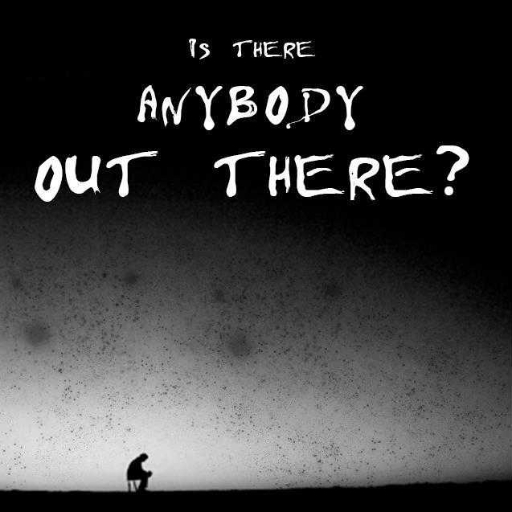 Is THERE
ANYBODY
OUT THERE?